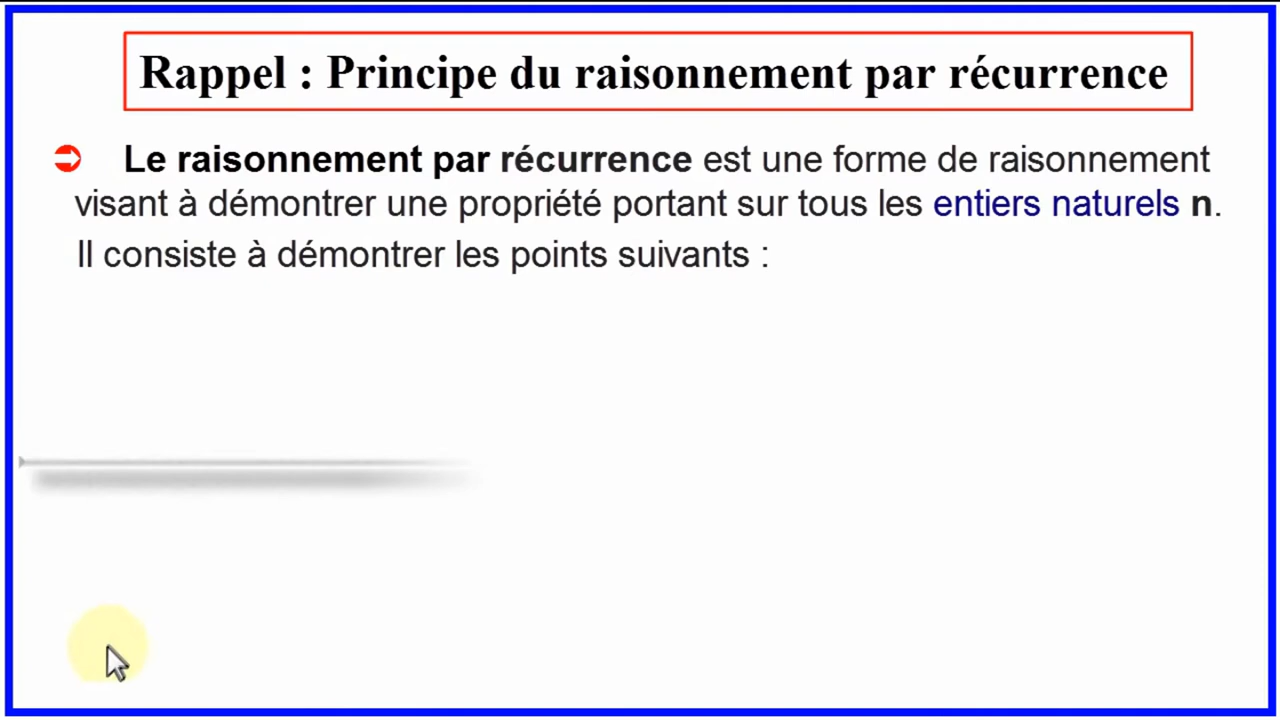 Rappel : Principe du raisonnement par récurrence
Le raisonnement par récurrence est une forme de raisonnement
visant à démontrer une propriété portant sur tous les entiers naturels n.
Il consiste à démontrer les points suivants :